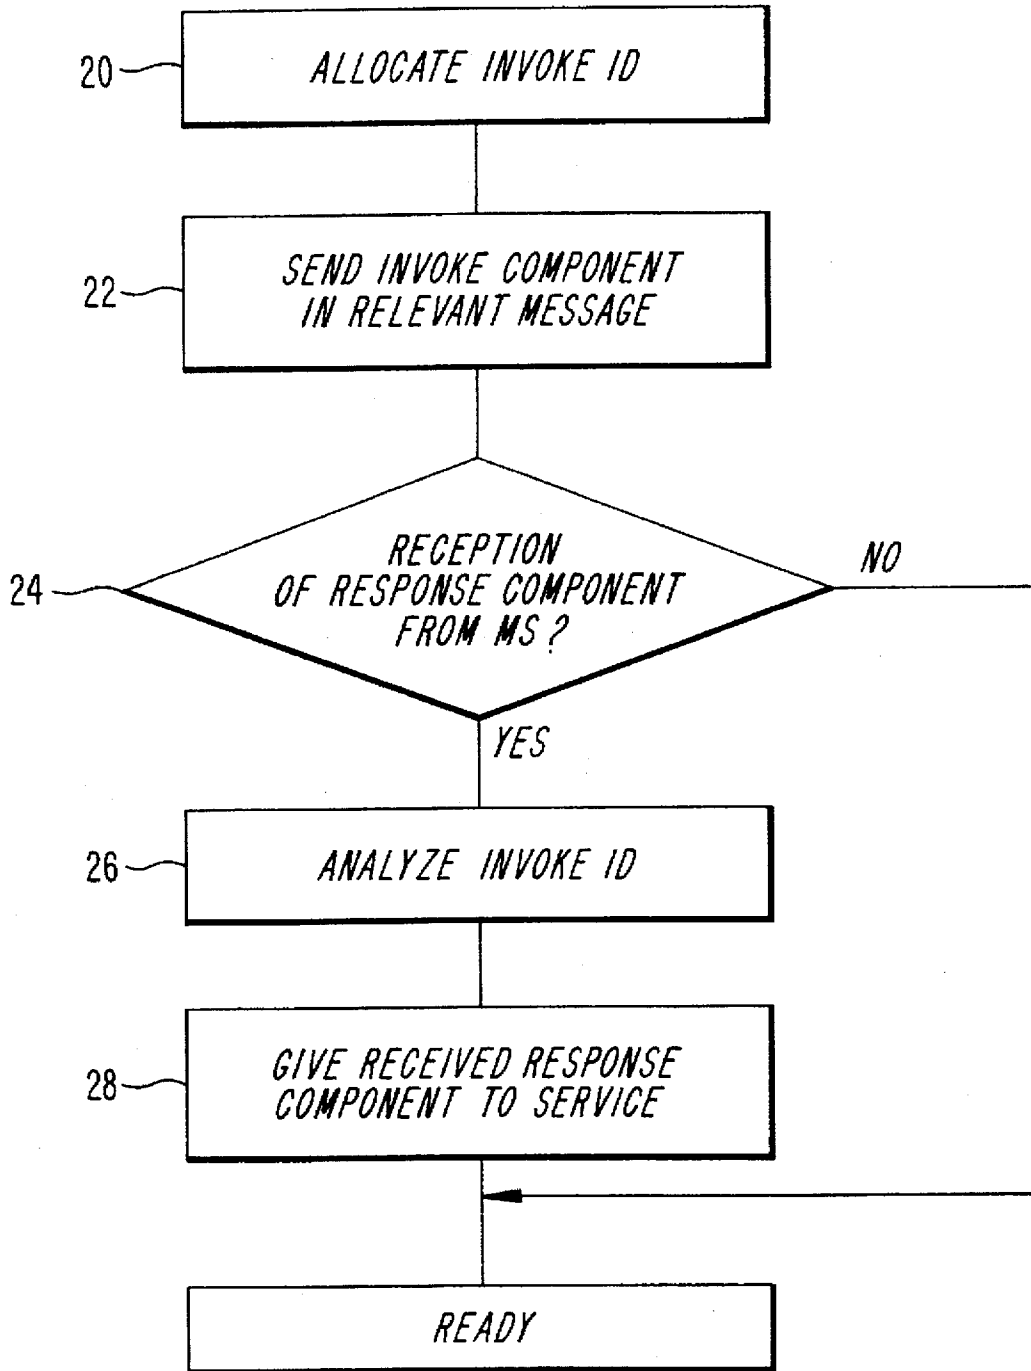 20
ALLOCATE INVOKE ID
22
SEND INVOKE COMPONENT
IN RELEVANT MESSAGE
24
RECEPTION
OF RESPONSE COMPONENT
FROM MS?
NO
YES
26
ANALYZE INVOKE ID
28
GIVE RECEIVED RESPONSE
COMPONENT TO SERVICE
READY